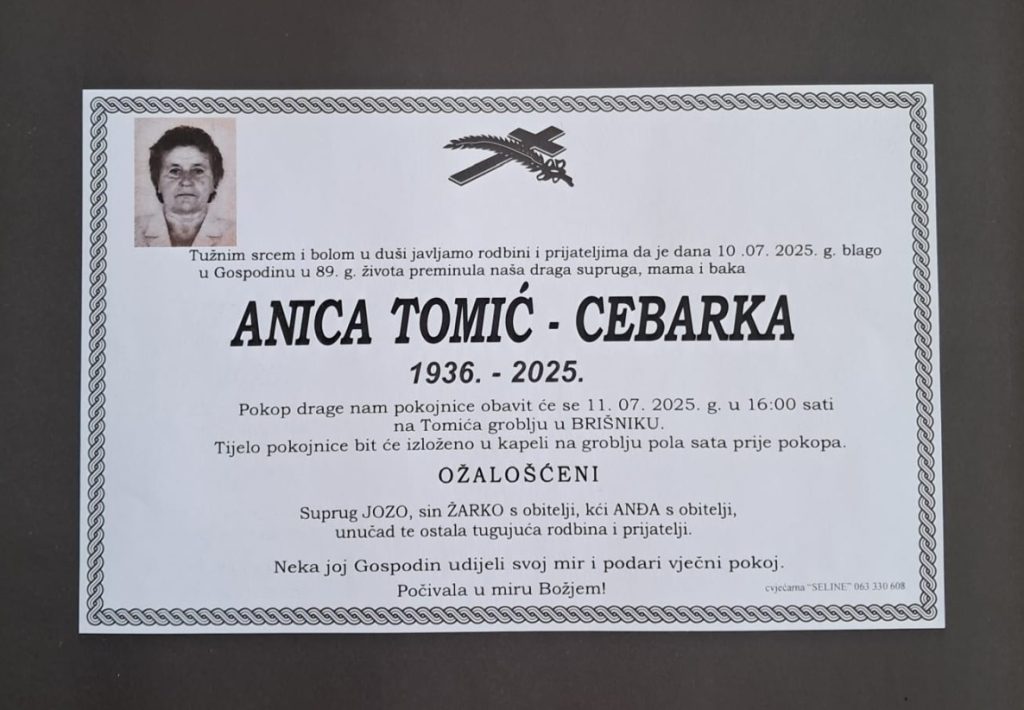 Tužnim srcem i bolom u duši javljamo rodbini i prijateljima da je dana 10 .07. 2025. g. blago
u Gospodinu u 89. g. života preminula naša draga supruga, mama i baka
ANICA TOMIĆ - CEBARKA
1936. - 2025.
Pokop drage nam pokojnice obavit će se 11. 07. 2025. g. u 16:00 sati
na Tomića groblju u BRIŠNIKU.
Tijelo pokojnice bit će izloženo u kapeli na groblju pola sata prije pokopa.
OŽALOŠĆENI
Suprug JOZO, sin ŽARKO s obitelji, kći ANĐA s obitelji,
unučad te ostala tugujuća rodbina i prijatelji.
Neka joj Gospodin udijeli svoj mir i podari vječni pokoj.
Počivala u miru Božjem!
cvjećarna "SELINE" 063 330 608